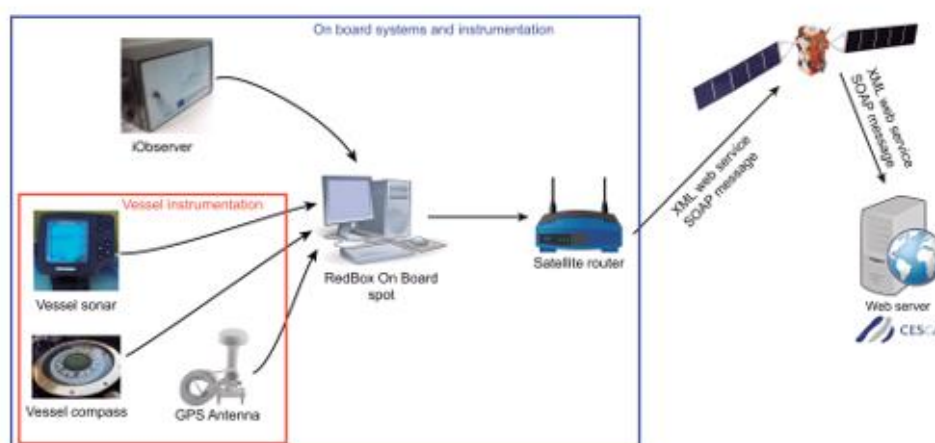 On board systems and instrumentation
iObserver
Vessel instrumentation
Vessel sonar
Vessel compass
GPS Antenna
RedBox On Board
spot
Satellite router
XML web service
SOAP message
XML web service
SOAP message
Web server